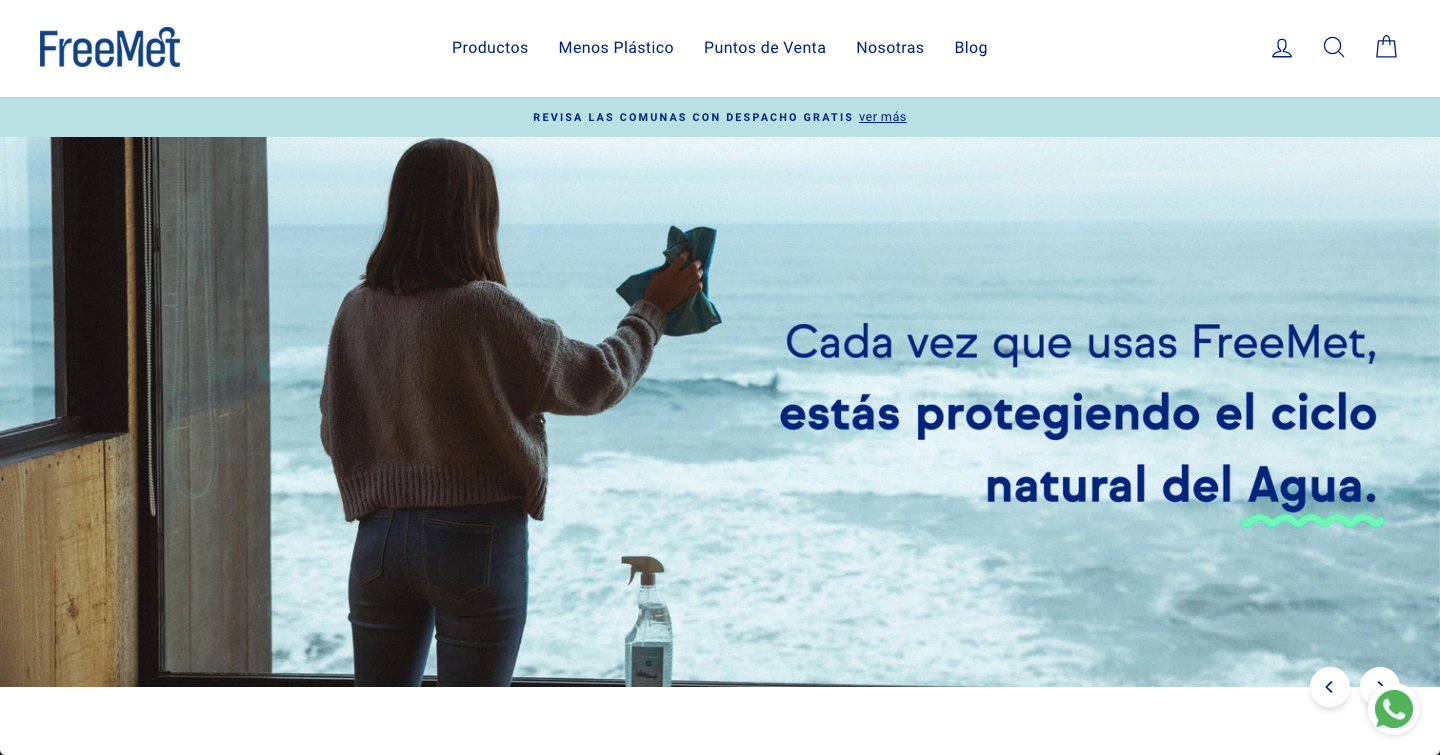 FreeMet
Productos
Menos Plástico
Puntos de Venta
Nosotras
Blog
REVISA LAS COMUNAS CON DESPACHO GRATIS ver más
Cada vez que usas FreeMet,
estás protegiendo el ciclo
natural del Agua.